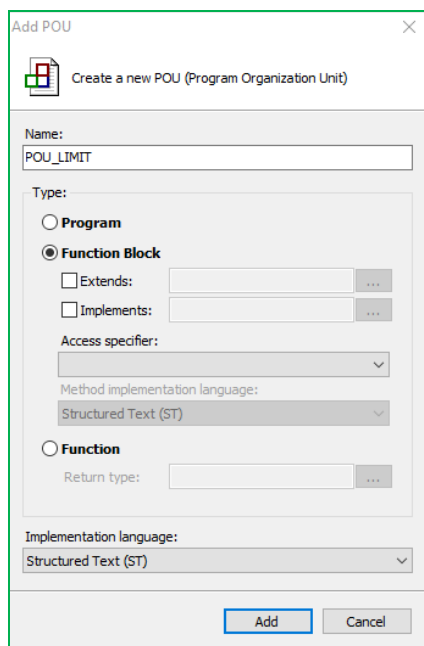 Add POU
Create a new POU (Program Organization Unit)
Name:
POU_LIMIT
Type:
Program
Function Block
Extends:
...
Implements:
...
Access specifier:
Method implementation language:
Structured Text (ST)
Function
Return type:
...
Implementation language:
Structured Text (ST)
Add
Cancel